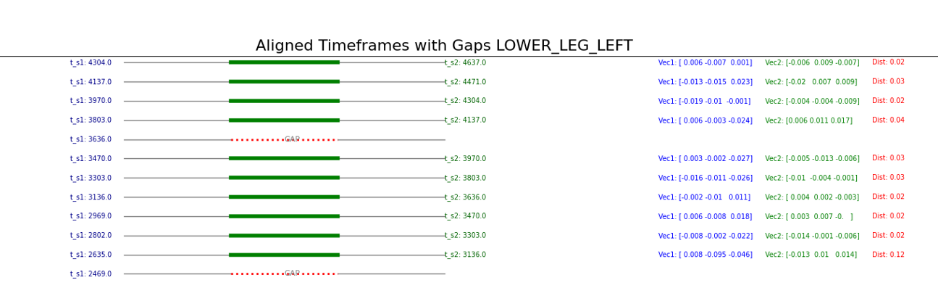 Aligned Timeframes with Gaps LOWER_LEG_LEFT
t_s1: 4304.0 t_s2: 4637.0 Vec1: [ 0.006 -0.007  0.001] Vec2: [-0.006  0.009 -0.007] Dist: 0.02
t_s1: 4137.0 t_s2: 4471.0 Vec1: [-0.013 -0.015  0.023] Vec2: [-0.02   0.007  0.009] Dist: 0.03
t_s1: 3970.0 t_s2: 4304.0 Vec1: [-0.019 -0.01  -0.001] Vec2: [-0.004 -0.004 -0.009] Dist: 0.02
t_s1: 3803.0 t_s2: 4137.0 Vec1: [ 0.006 -0.003 -0.024] Vec2: [0.006 0.011 0.017] Dist: 0.04
t_s1: 3636.0 GAP
t_s1: 3470.0 t_s2: 3970.0 Vec1: [ 0.003 -0.002 -0.027] Vec2: [-0.005 -0.013 -0.006] Dist: 0.03
t_s1: 3303.0 t_s2: 3803.0 Vec1: [-0.016 -0.011 -0.026] Vec2: [-0.01  -0.004 -0.001] Dist: 0.03
t_s1: 3136.0 t_s2: 3636.0 Vec1: [-0.002 -0.01   0.011] Vec2: [ 0.004  0.002 -0.003] Dist: 0.02
t_s1: 2969.0 t_s2: 3470.0 Vec1: [ 0.006 -0.008  0.018] Vec2: [ 0.003  0.007 -0.   ] Dist: 0.02
t_s1: 2802.0 t_s2: 3303.0 Vec1: [-0.008 -0.002 -0.022] Vec2: [-0.014 -0.001 -0.006] Dist: 0.02
t_s1: 2635.0 t_s2: 3136.0 Vec1: [ 0.008 -0.095 -0.046] Vec2: [-0.013  0.01   0.014] Dist: 0.12
t_s1: 2469.0 GAP